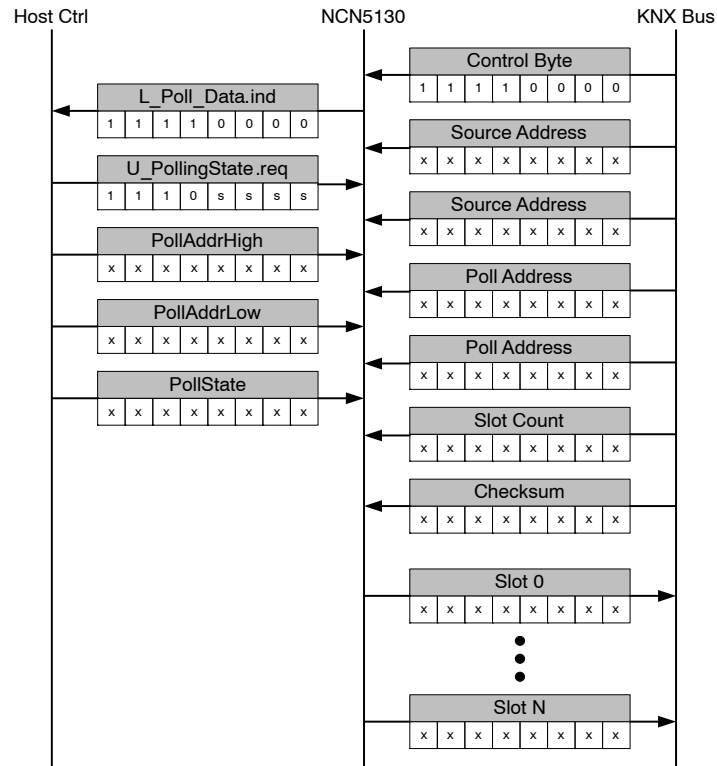 Host Ctrl NCN5130 KNX Bus
Control Byte
1 1 1 1 0 0 0 0
L_Poll_Data.ind
1 1 1 1 0 0 0 0
Source Address
x x x x x x x x
U_PollingState.req
1 1 1 0 s s s s
Source Address
x x x x x x x x
PollAddrHigh
x x x x x x x x
Poll Address
x x x x x x x x
PollAddrLow
x x x x x x x x
Poll Address
x x x x x x x x
PollState
x x x x x x x x
Slot Count
x x x x x x x x
Checksum
x x x x x x x x
Slot 0
x x x x x x x x
Slot N
x x x x x x x x